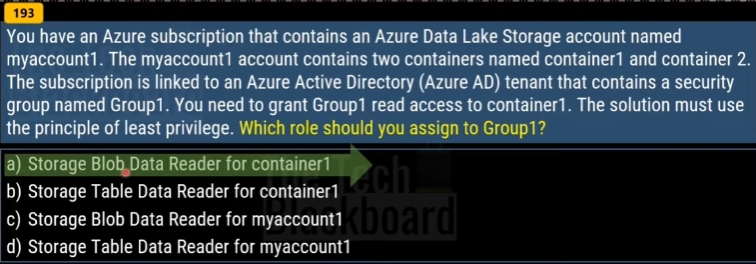 193
You have an Azure subscription that contains an Azure Data Lake Storage account named
myaccount1. The myaccount1 account contains two containers named container1 and container 2.
The subscription is linked to an Azure Active Directory (Azure AD) tenant that contains a security
group named Group1. You need to grant Group1 read access to container1. The solution must use
the principle of least privilege. Which role should you assign to Group1?
a) Storage Blob Data Reader for container1
b) Storage Table Data Reader for container1
c) Storage Blob Data Reader for myaccount1
d) Storage Table Data Reader for myaccount1
The Tech
Blackboard